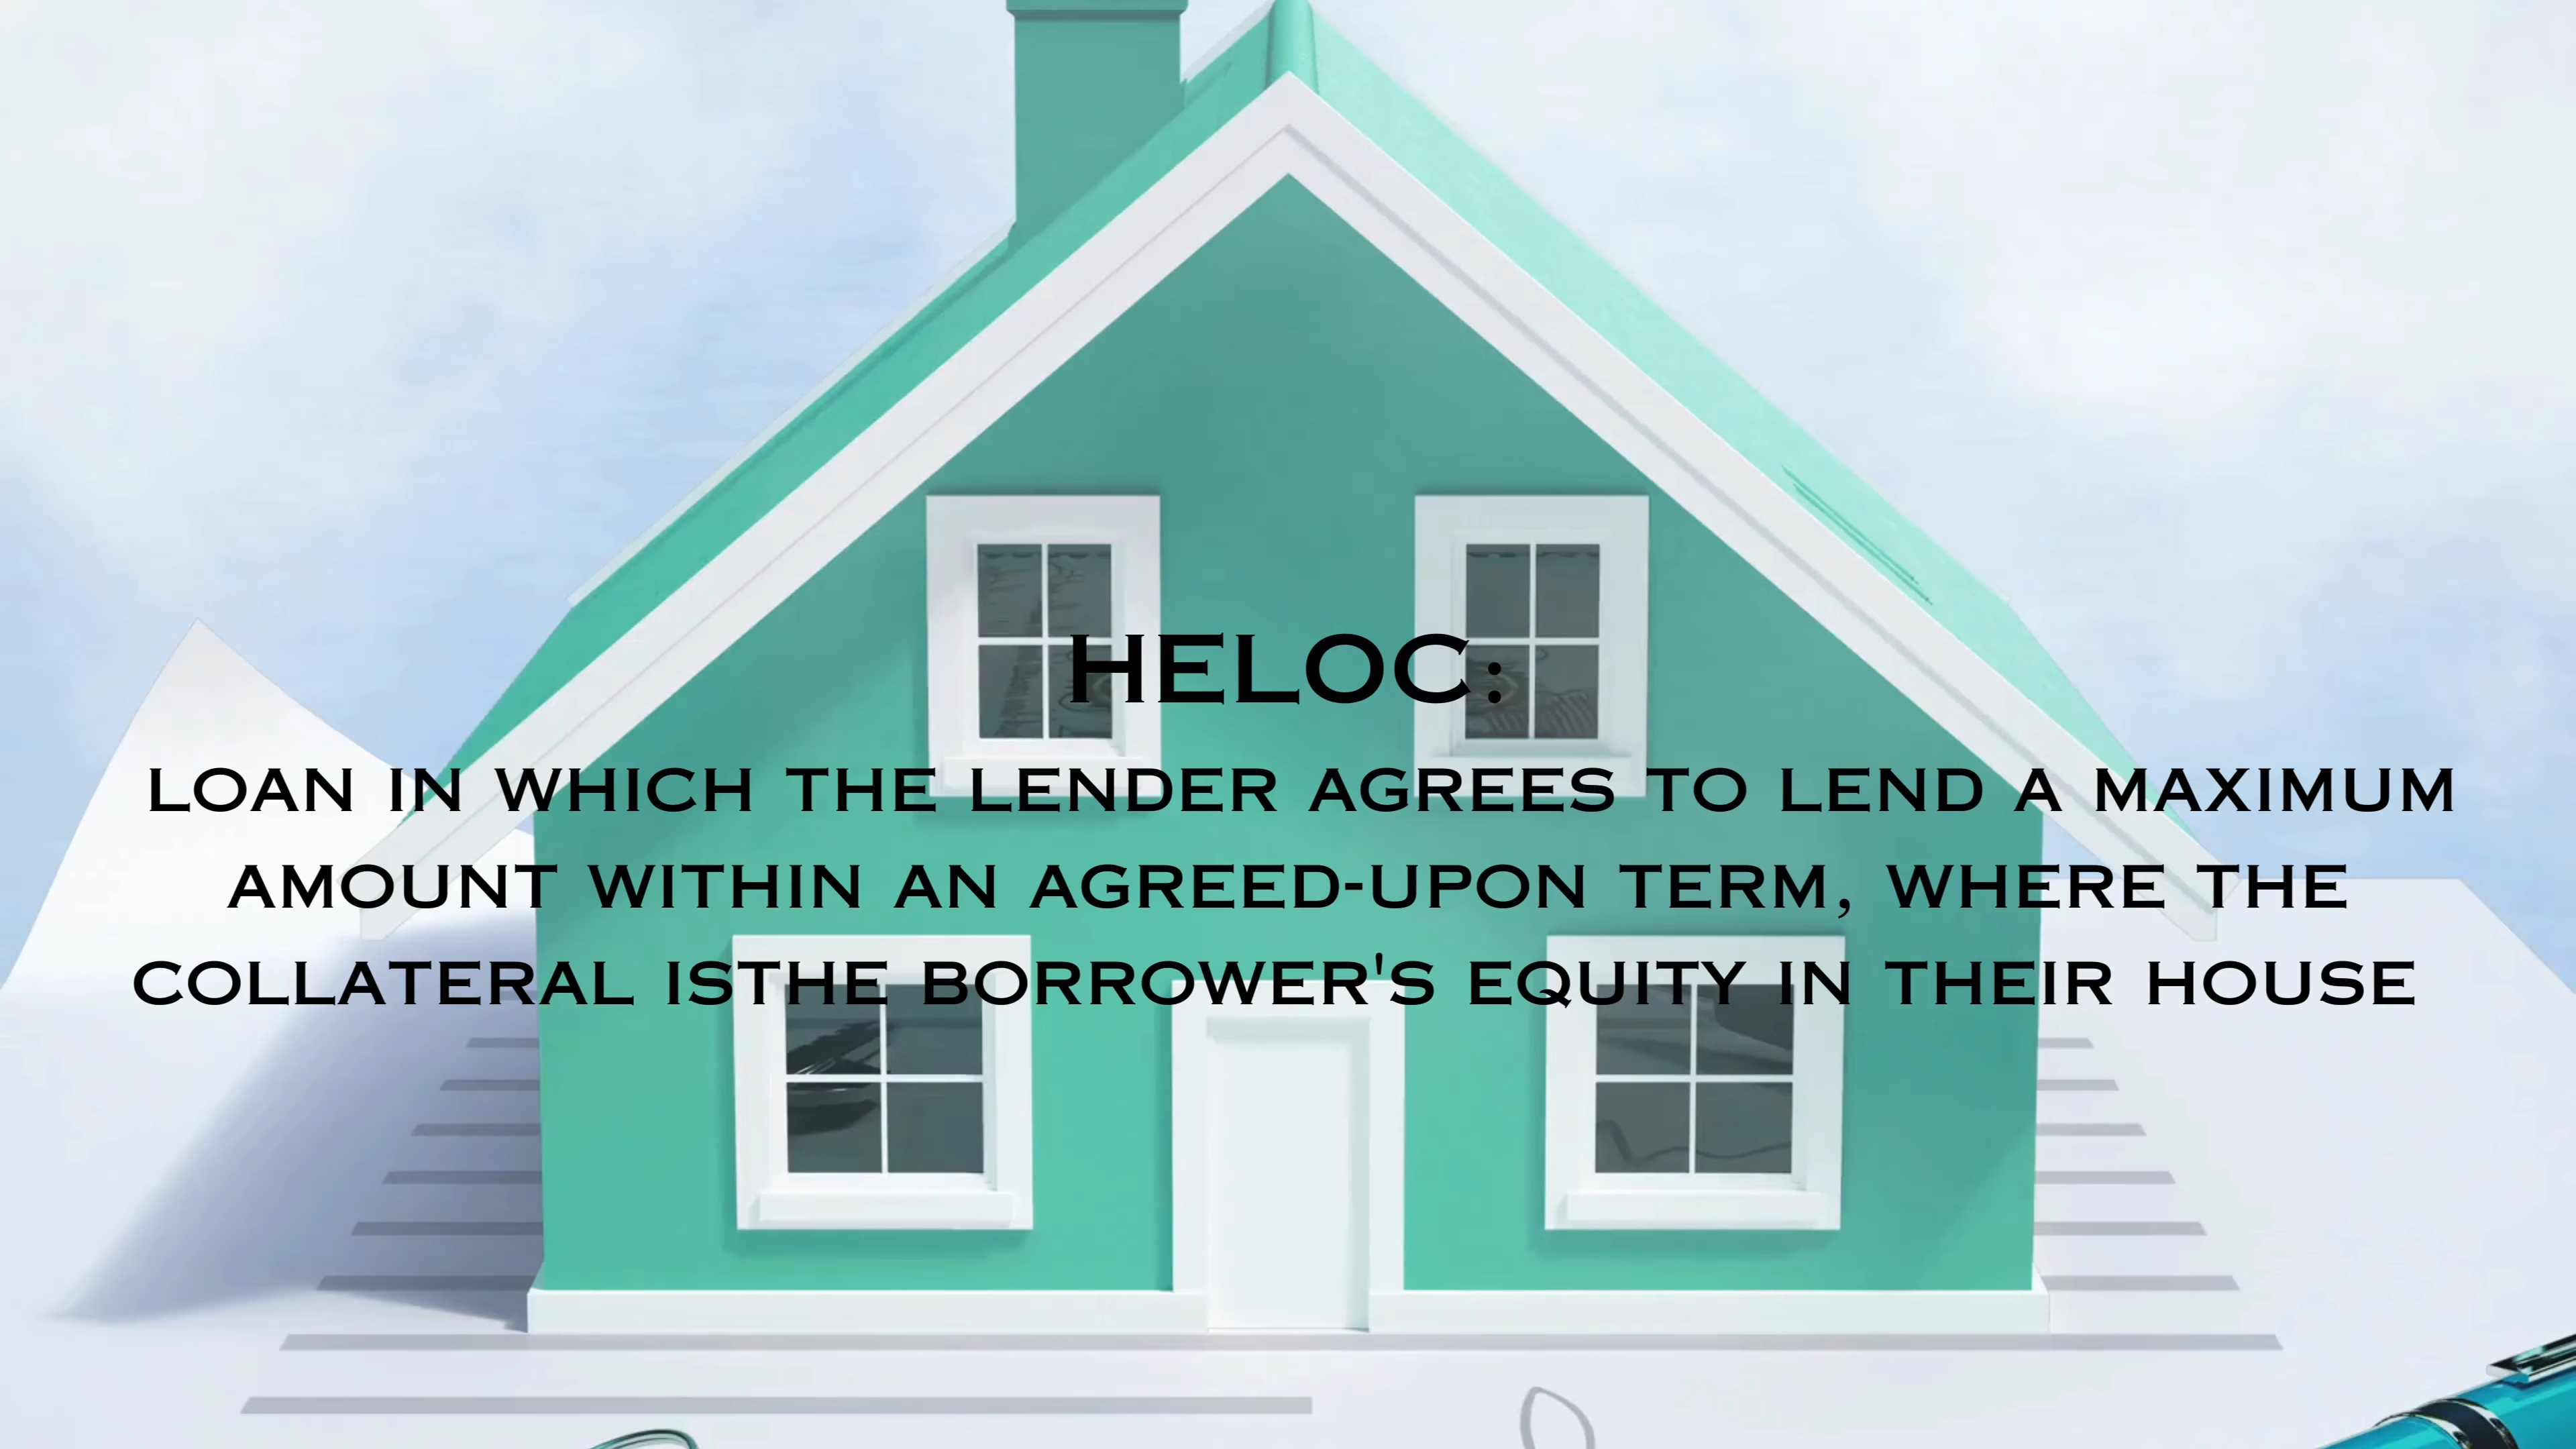 HELOC:
LOAN IN WHICH THE LENDER AGREES TO LEND A MAXIMUM
AMOUNT WITHIN AN AGREED-UPON TERM, WHERE THE
COLLATERAL ISTHE BORROWER'S EQUITY IN THEIR HOUSE